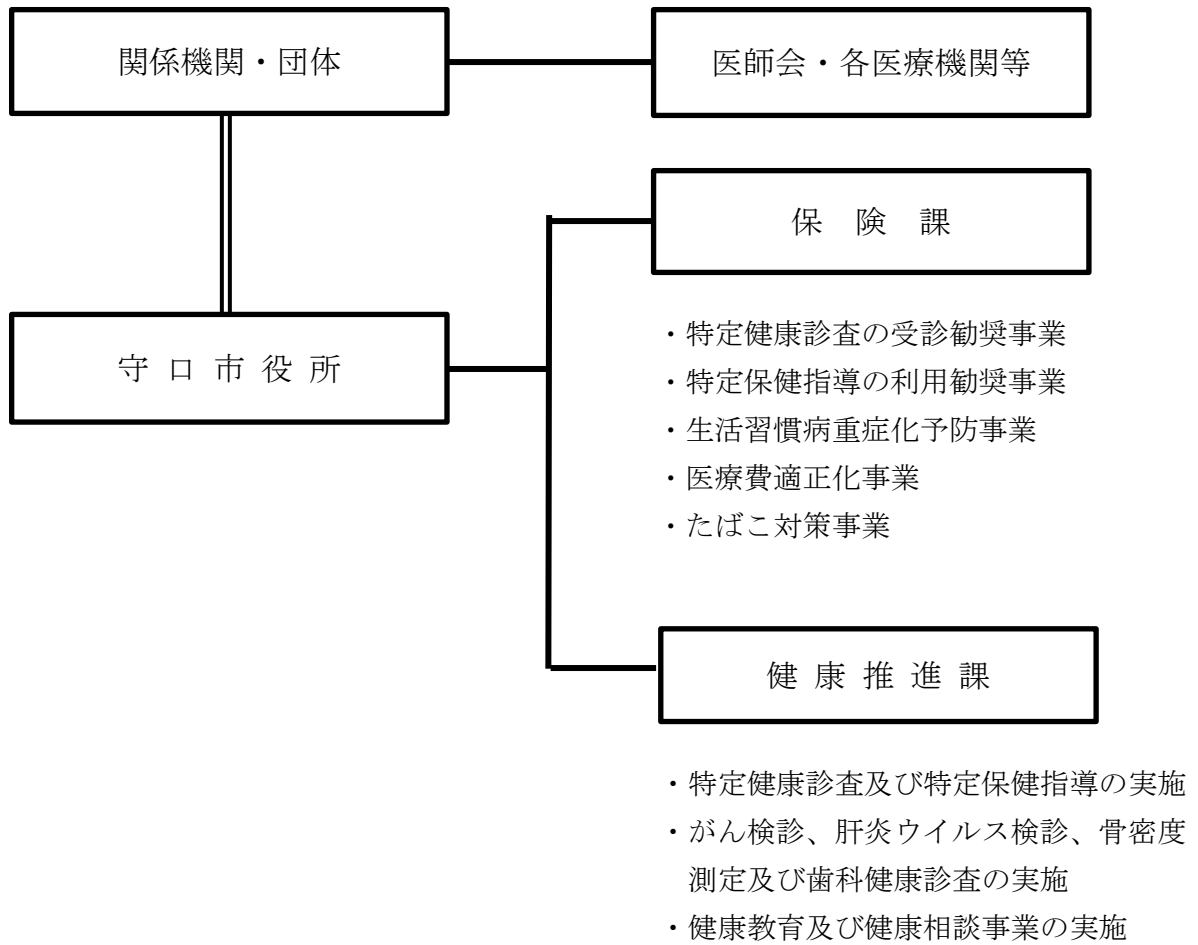 関係機関・団体
医師会・各医療機関等
保 険 課
守 口 市 役 所
・特定健康診査の受診勧奨事業
・特定保健指導の利用勧奨事業
・生活習慣病重症化予防事業
・医療費適正化事業
・たばこ対策事業
健 康 推 進 課
・特定健康診査及び特定保健指導の実施
・がん検診、肝炎ウイルス検診、骨密度
測定及び歯科健康診査の実施
・健康教育及び健康相談事業の実施